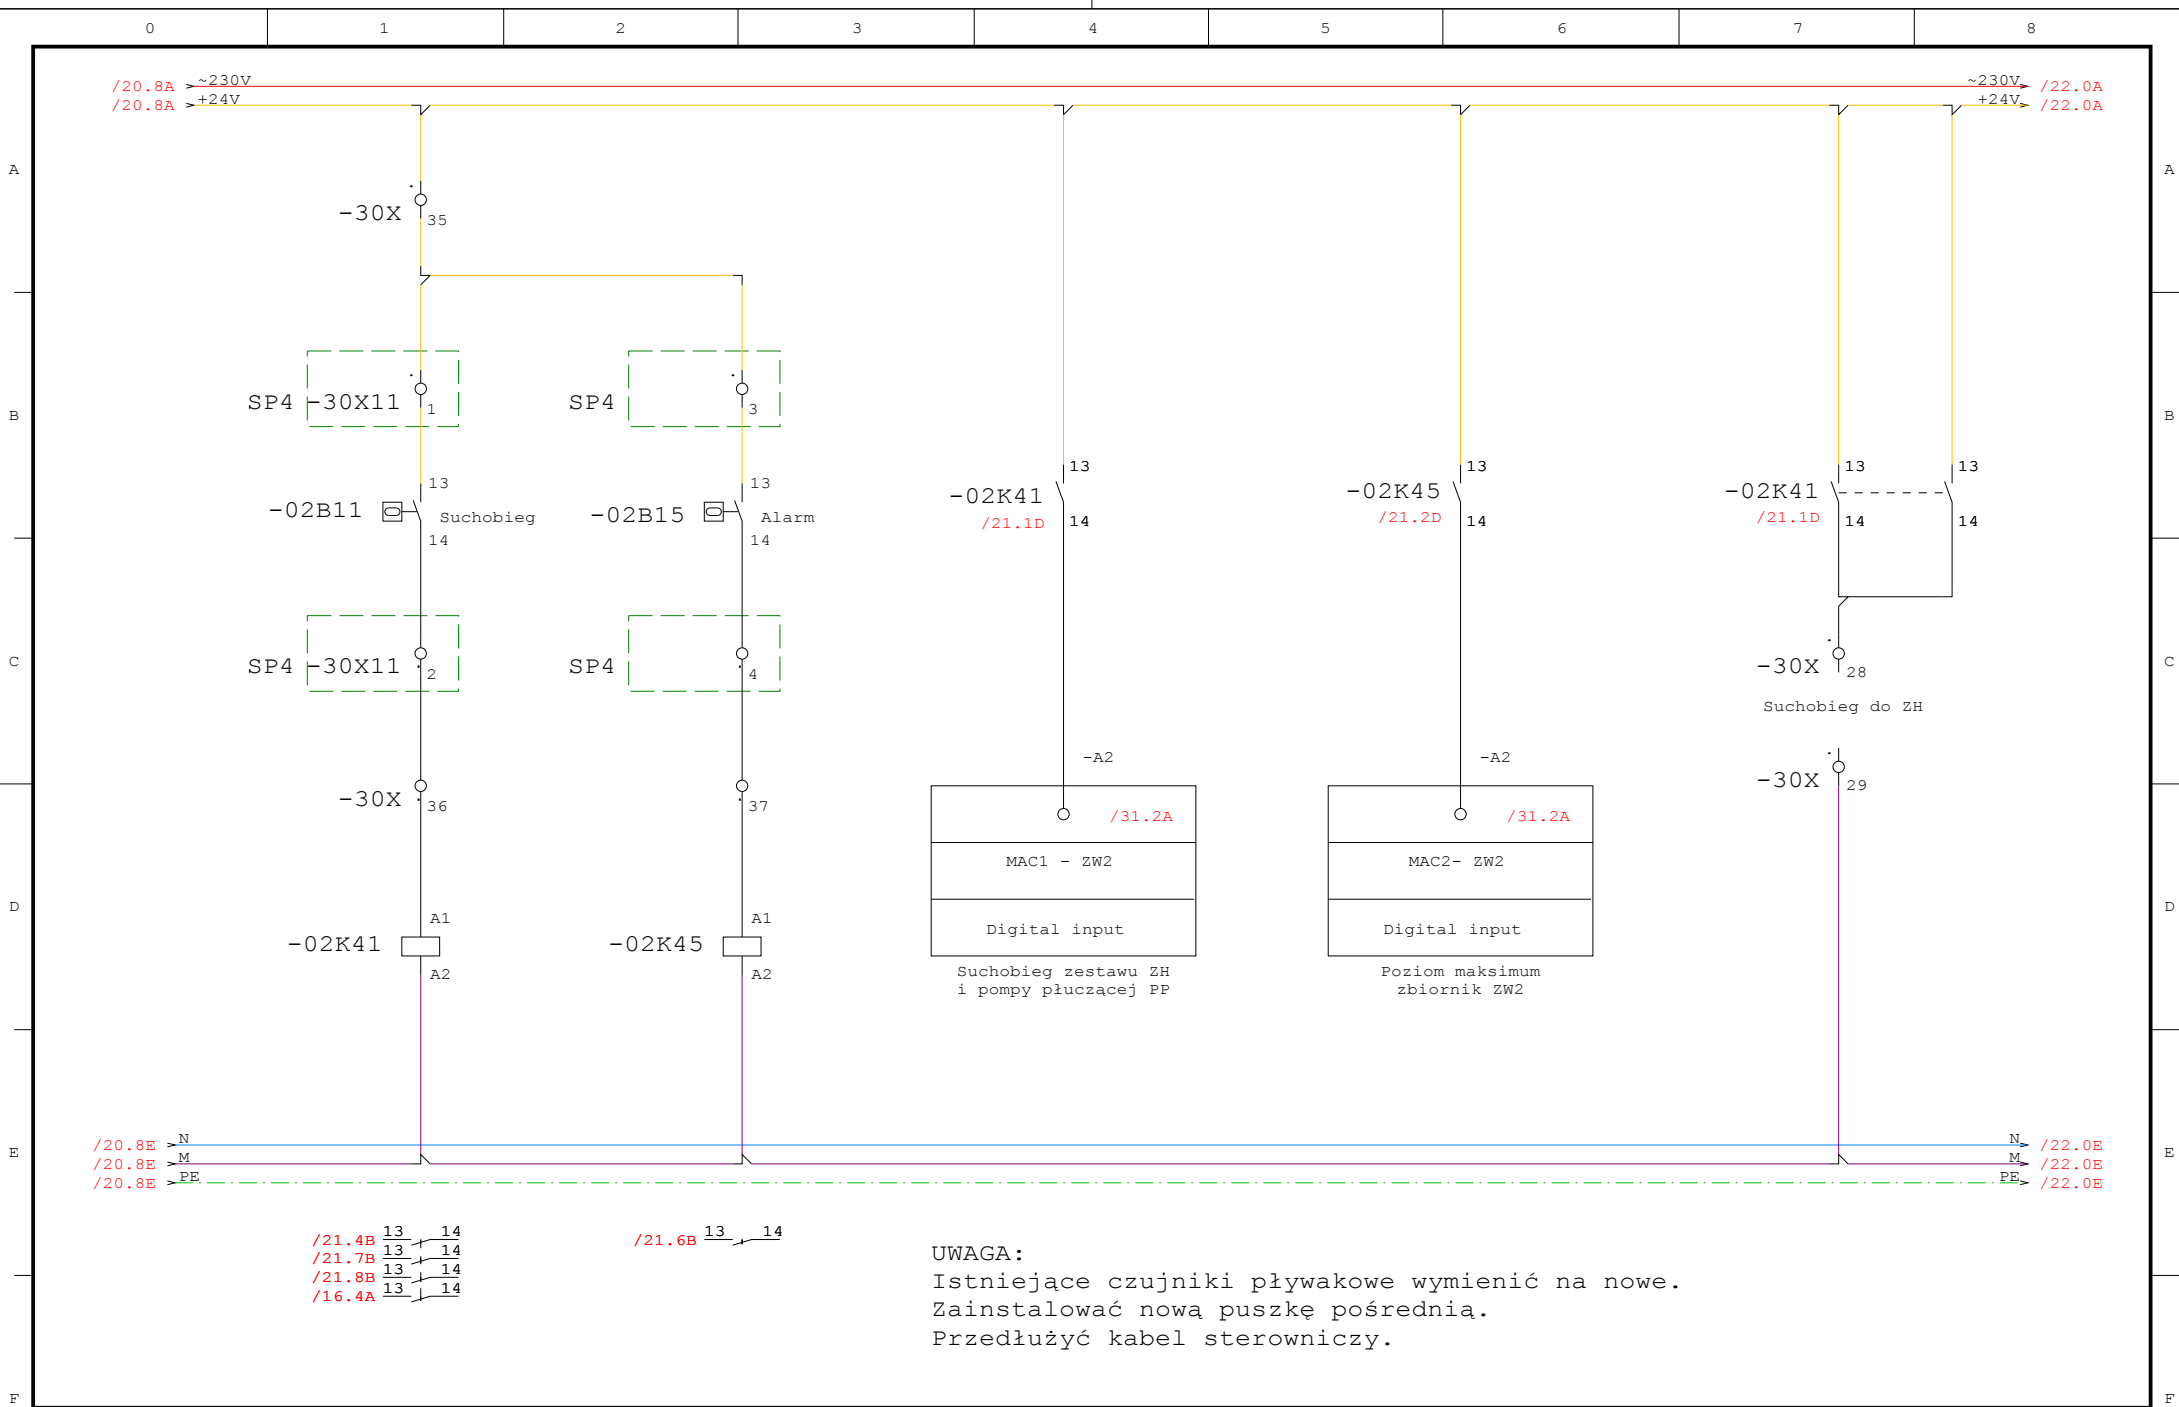 0 1 2 3 4 5 6 7 8
/20.8A ~230V ~230V /22.0A
/20.8A +24V +24V /22.0A
A A
-30X 35
SP4 -30X11 1 SP4 3
B B
13 13 13 13 13 13
-02B11 Suchobieg -02B15 Alarm -02K41 -02K45 -02K41
/21.1D /21.2D /21.1D
14 14 14 14 14 14
SP4 -30X11 2 SP4 4 -30X 28
C C
Suchobieg do ZH
-A2 -A2
-30X 36 37 -30X 29
/31.2A /31.2A
MAC1 - ZW2 MAC2- ZW2
D D
A1 A1
-02K41 -02K45 Digital input Digital input
A2 A2
Suchobieg zestawu ZH Poziom maksimum
i pompy płuczącej PP zbiornik ZW2
/20.8E N N /22.0E
E E
/20.8E M M /22.0E
/20.8E PE PE /22.0E
/21.4B 13 14 /21.6B 13 14
/21.7B 13 14
/21.8B 13 14
/16.4A 13 14
UWAGA:
Istniejące czujniki pływakowe wymienić na nowe.
Zainstalować nową puszkę pośrednią.
Przedłużyć kabel sterowniczy.
F F